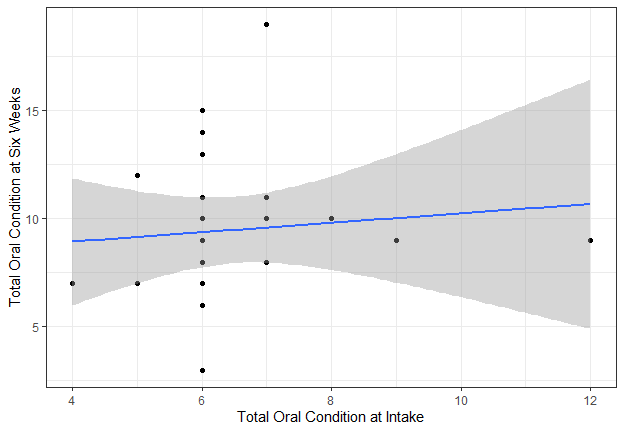 Total Oral Condition at Six Weeks
15
10
5
4 6 8 10 12
Total Oral Condition at Intake